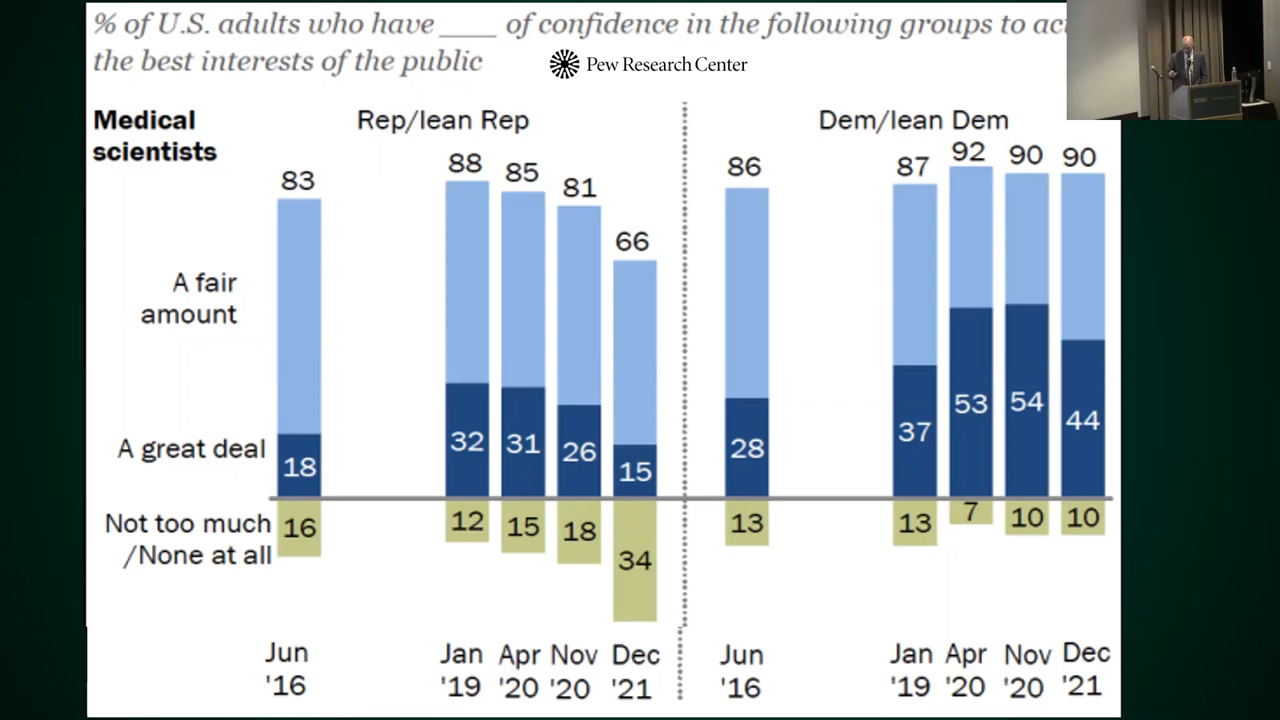 % of U.S. adults who have ____ of confidence in the following groups to
the best interests of the public
Pew Research Center
Medical
scientists
Rep/lean Rep
Dem/lean Dem
83
88
85
81
66
86
87
92
90
90
A fair
amount
A great deal
18
32
31
26
15
28
37
53
54
44
Not too much
/None at all
16
12
15
18
34
13
13
7
10
10
Jun
'16
Jan
'19
Apr
'20
Nov
'20
Dec
'21
Jun
'16
Jan
'19
Apr
'20
Nov
'20
Dec
'21